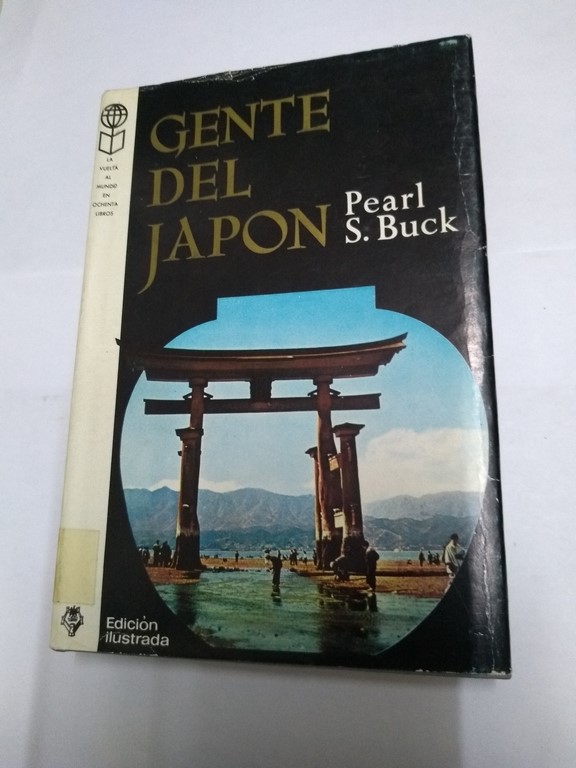 GENTE
DEL
JAPON
Pearl
S. Buck
LA
VUELTA
AL
MUNDO
EN
OCHENTA
LIBROS
Edición
ilustrada